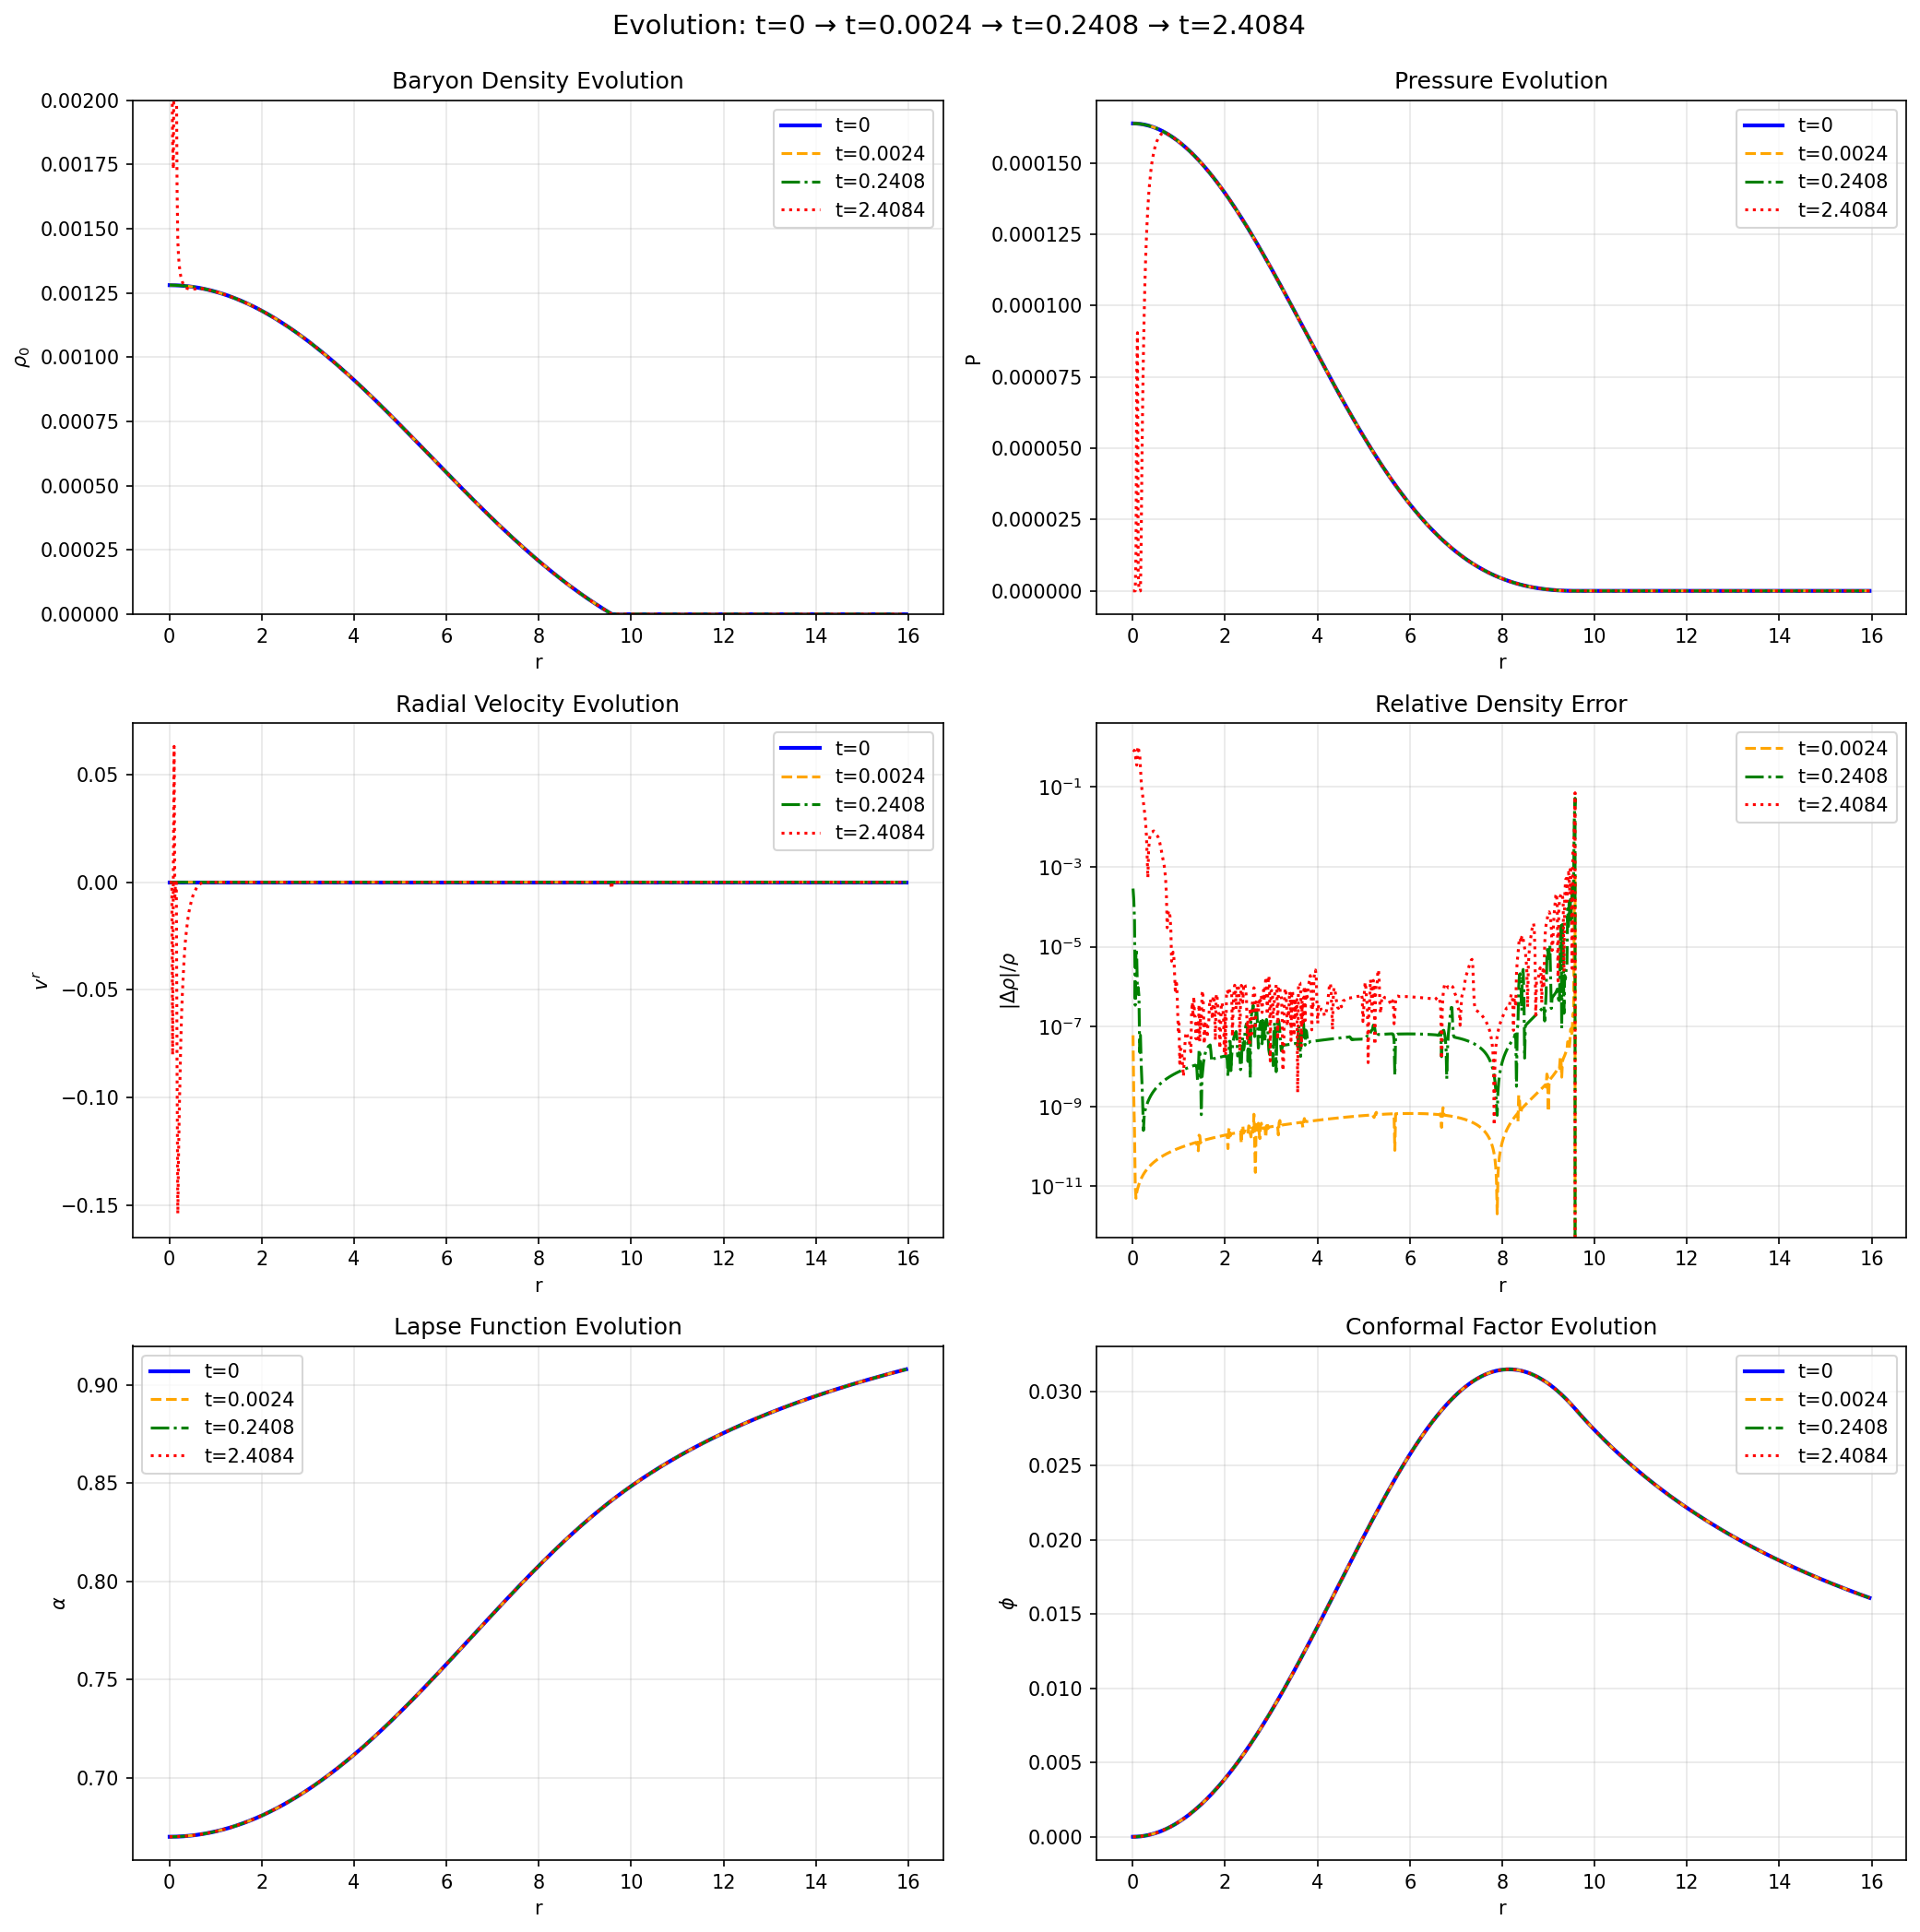 Evolution: t=0 → t=0.0024 → t=0.2408 → t=2.4084
Baryon Density Evolution
0.00200
0.00175
0.00150
0.00125
0.00100
0.00075
0.00050
0.00025
0.00000
ρ₀
t=0
t=0.0024
t=0.2408
t=2.4084
0 2 4 6 8 10 12 14 16
r
Pressure Evolution
0.000150
0.000125
0.000100
0.000075
0.000050
0.000025
0.000000
P
t=0
t=0.0024
t=0.2408
t=2.4084
0 2 4 6 8 10 12 14 16
r
Radial Velocity Evolution
0.05
0.00
−0.05
−0.10
−0.15
vʳ
t=0
t=0.0024
t=0.2408
t=2.4084
0 2 4 6 8 10 12 14 16
r
Relative Density Error
10⁻¹
10⁻³
10⁻⁵
10⁻⁷
10⁻⁹
10⁻¹¹
|Δρ|/ρ
t=0.0024
t=0.2408
t=2.4084
0 2 4 6 8 10 12 14 16
r
Lapse Function Evolution
0.90
0.85
0.80
0.75
0.70
α
t=0
t=0.0024
t=0.2408
t=2.4084
0 2 4 6 8 10 12 14 16
r
Conformal Factor Evolution
0.030
0.025
0.020
0.015
0.010
0.005
0.000
ϕ
t=0
t=0.0024
t=0.2408
t=2.4084
0 2 4 6 8 10 12 14 16
r